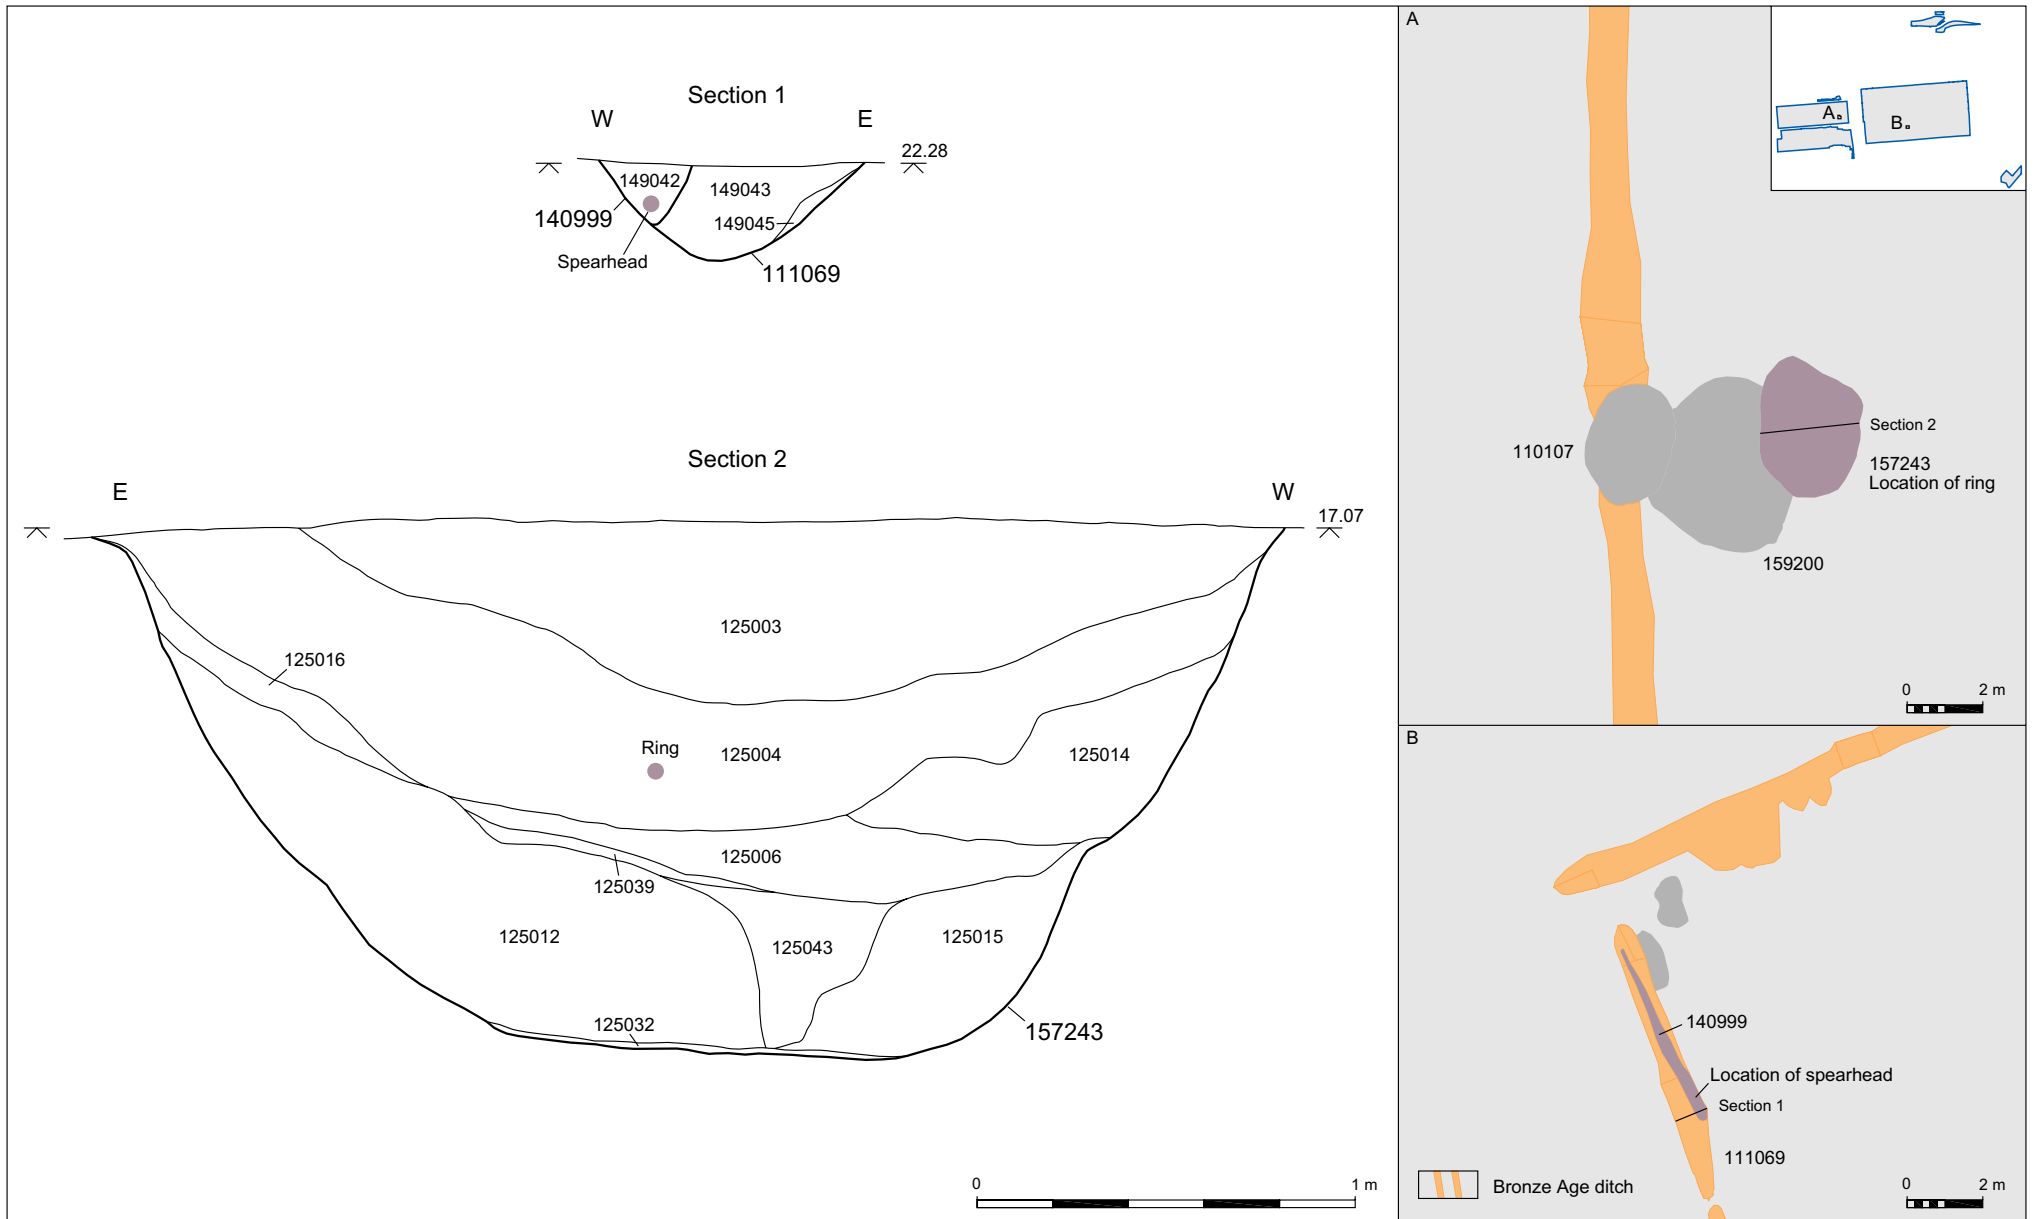 Section 1
W
E
22.28
149042
149043
140999
149045
Spearhead
111069
Section 2
E
W
17.07
125003
125016
Ring
125004
125014
125006
125039
125012
125043
125015
125032
157243
0
1 m
A
A
B
Section 2
110107
157243
Location of ring
159200
0
2 m
B
140999
Location of spearhead
Section 1
111069
Bronze Age ditch
0
2 m